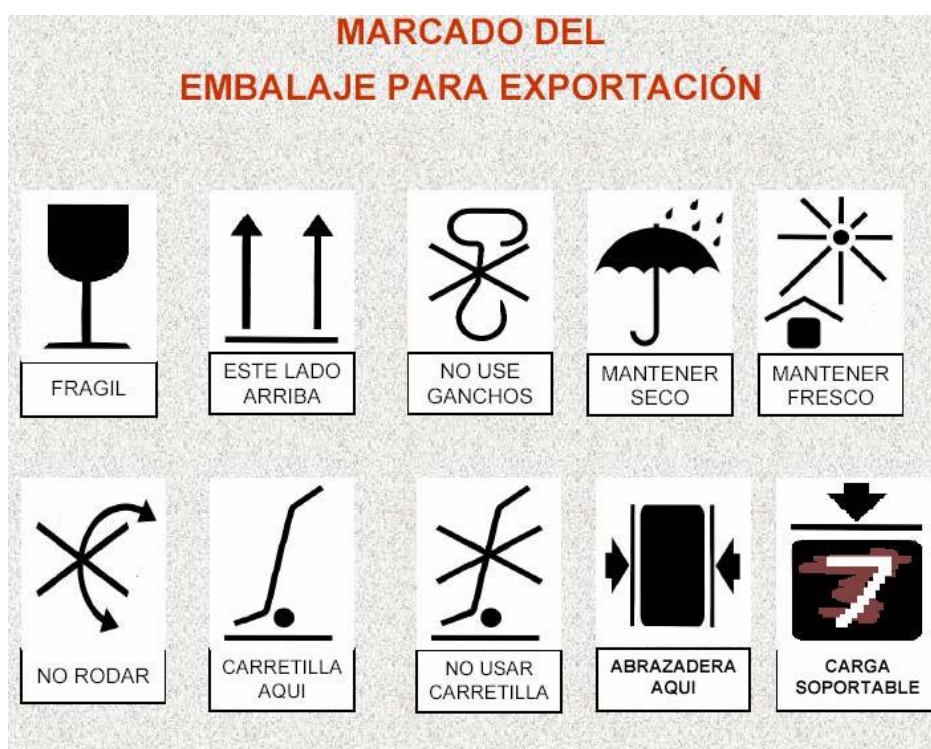 MARCADO DEL
EMBALAJE PARA EXPORTACIÓN
FRAGIL
ESTE LADO
ARRIBA
NO USE
GANCHOS
MANTENER
SECO
MANTENER
FRESCO
7
NO RODAR
CARRETILLA
AQUI
NO USAR
CARRETILLA
ABRAZADERA
AQUI
CARGA
SOPORTABLE